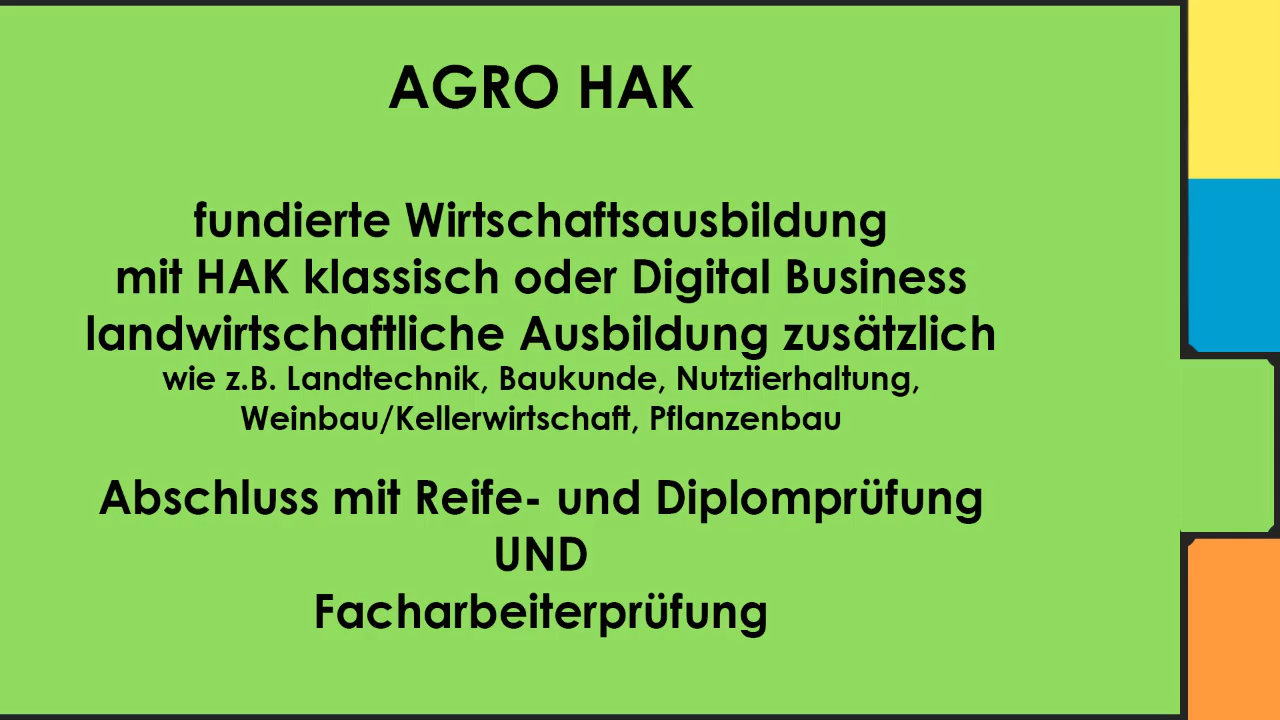 AGRO HAK
fundierte Wirtschaftsausbildung
mit HAK klassisch oder Digital Business
landwirtschaftliche Ausbildung zusätzlich
wie z.B. Landtechnik, Baukunde, Nutztierhaltung,
Weinbau/Kellerwirtschaft, Pflanzenbau
Abschluss mit Reife- und Diplomprüfung
UND
Facharbeiterprüfung